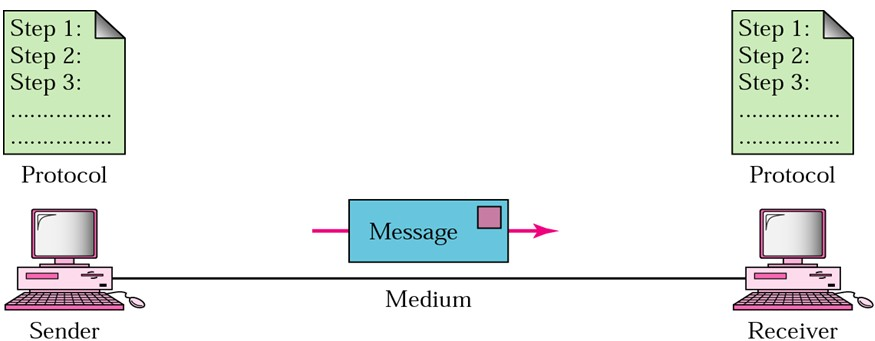 Step 1:
Step 2:
Step 3:
................
................
Protocol
Step 1:
Step 2:
Step 3:
................
................
Protocol
Message
Medium
Sender
Receiver